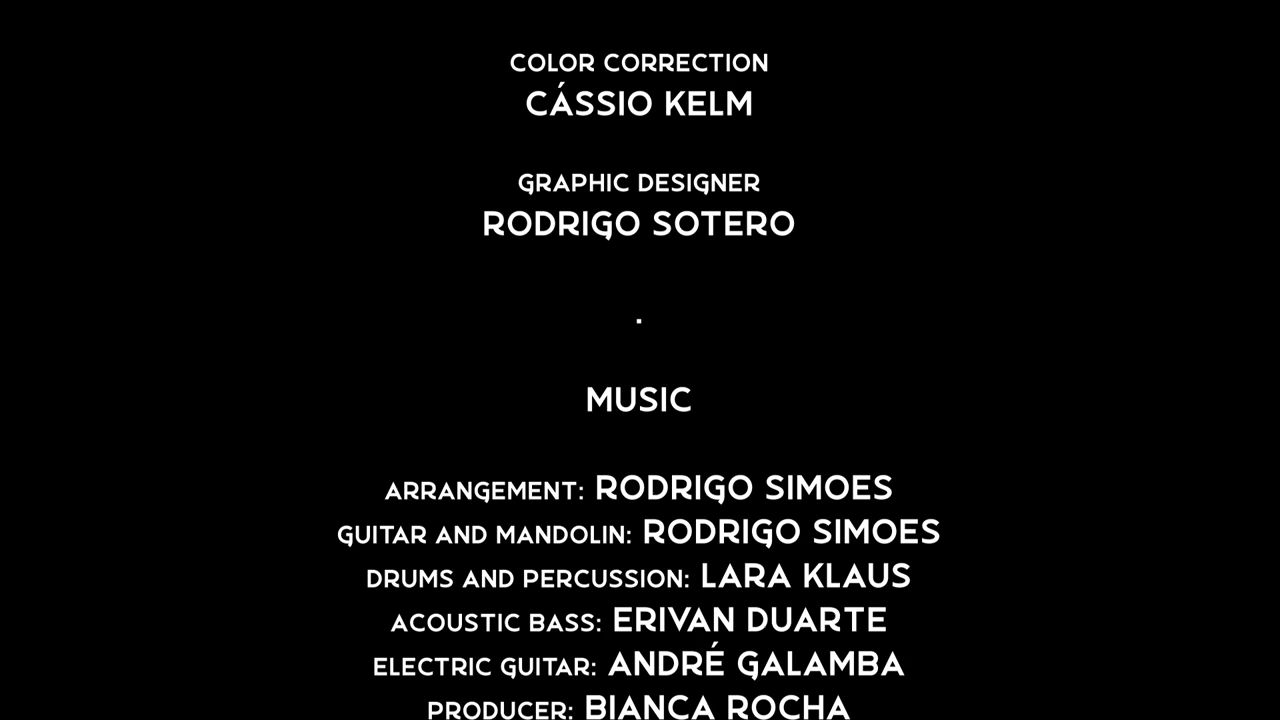 COLOR CORRECTION
CÁSSIO KELM
GRAPHIC DESIGNER
RODRIGO SOTERO
.
MUSIC
ARRANGEMENT: RODRIGO SIMOES
GUITAR AND MANDOLIN: RODRIGO SIMOES
DRUMS AND PERCUSSION: LARA KLAUS
ACOUSTIC BASS: ERIVAN DUARTE
ELECTRIC GUITAR: ANDRÉ GALAMBA
PRODUCER: BIANCA ROCHA